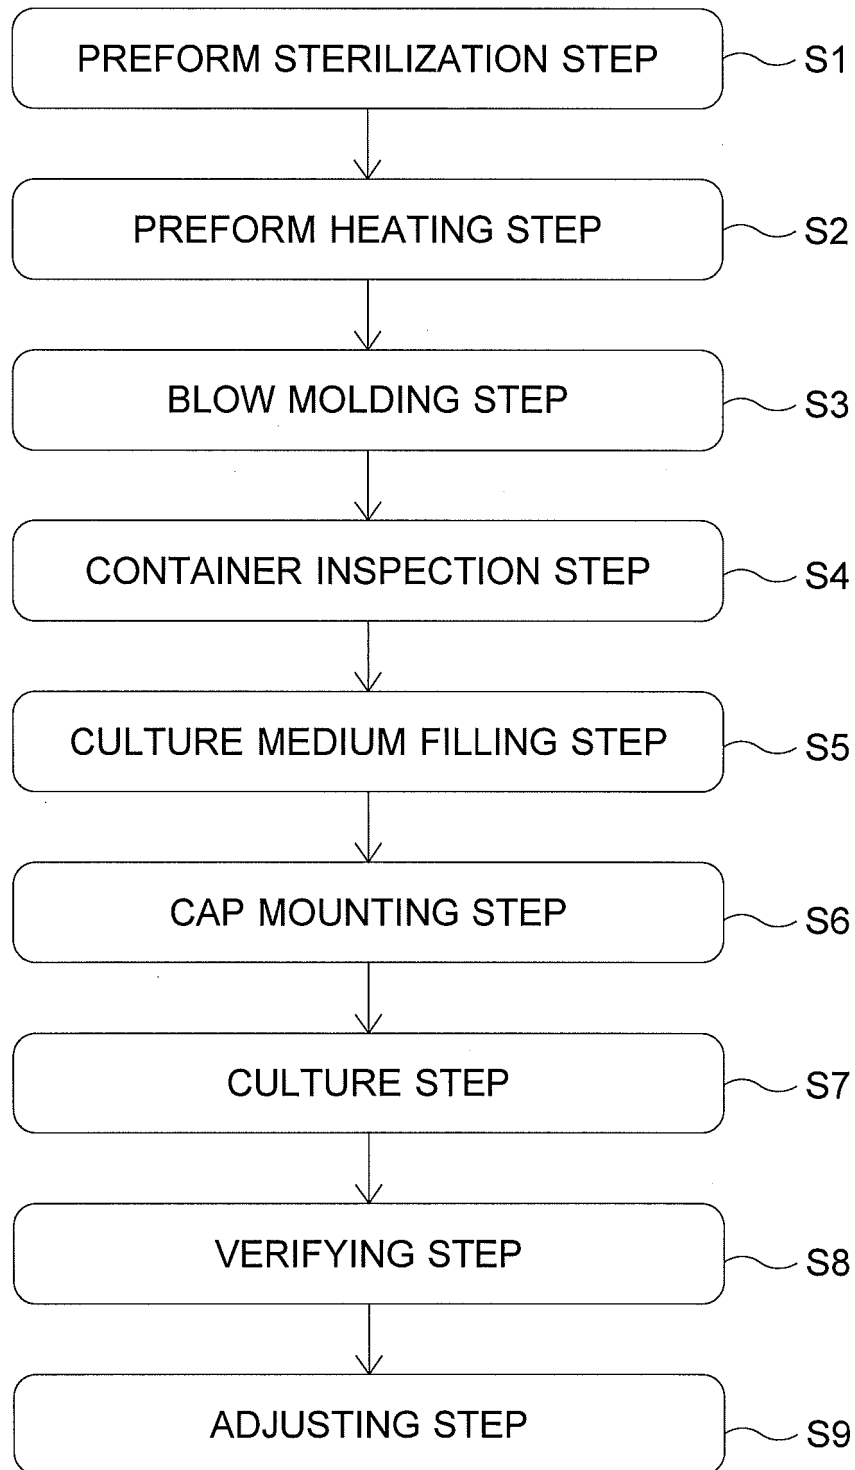 PREFORM STERILIZATION STEP S1
PREFORM HEATING STEP S2
BLOW MOLDING STEP S3
CONTAINER INSPECTION STEP S4
CULTURE MEDIUM FILLING STEP S5
CAP MOUNTING STEP S6
CULTURE STEP S7
VERIFYING STEP S8
ADJUSTING STEP S9